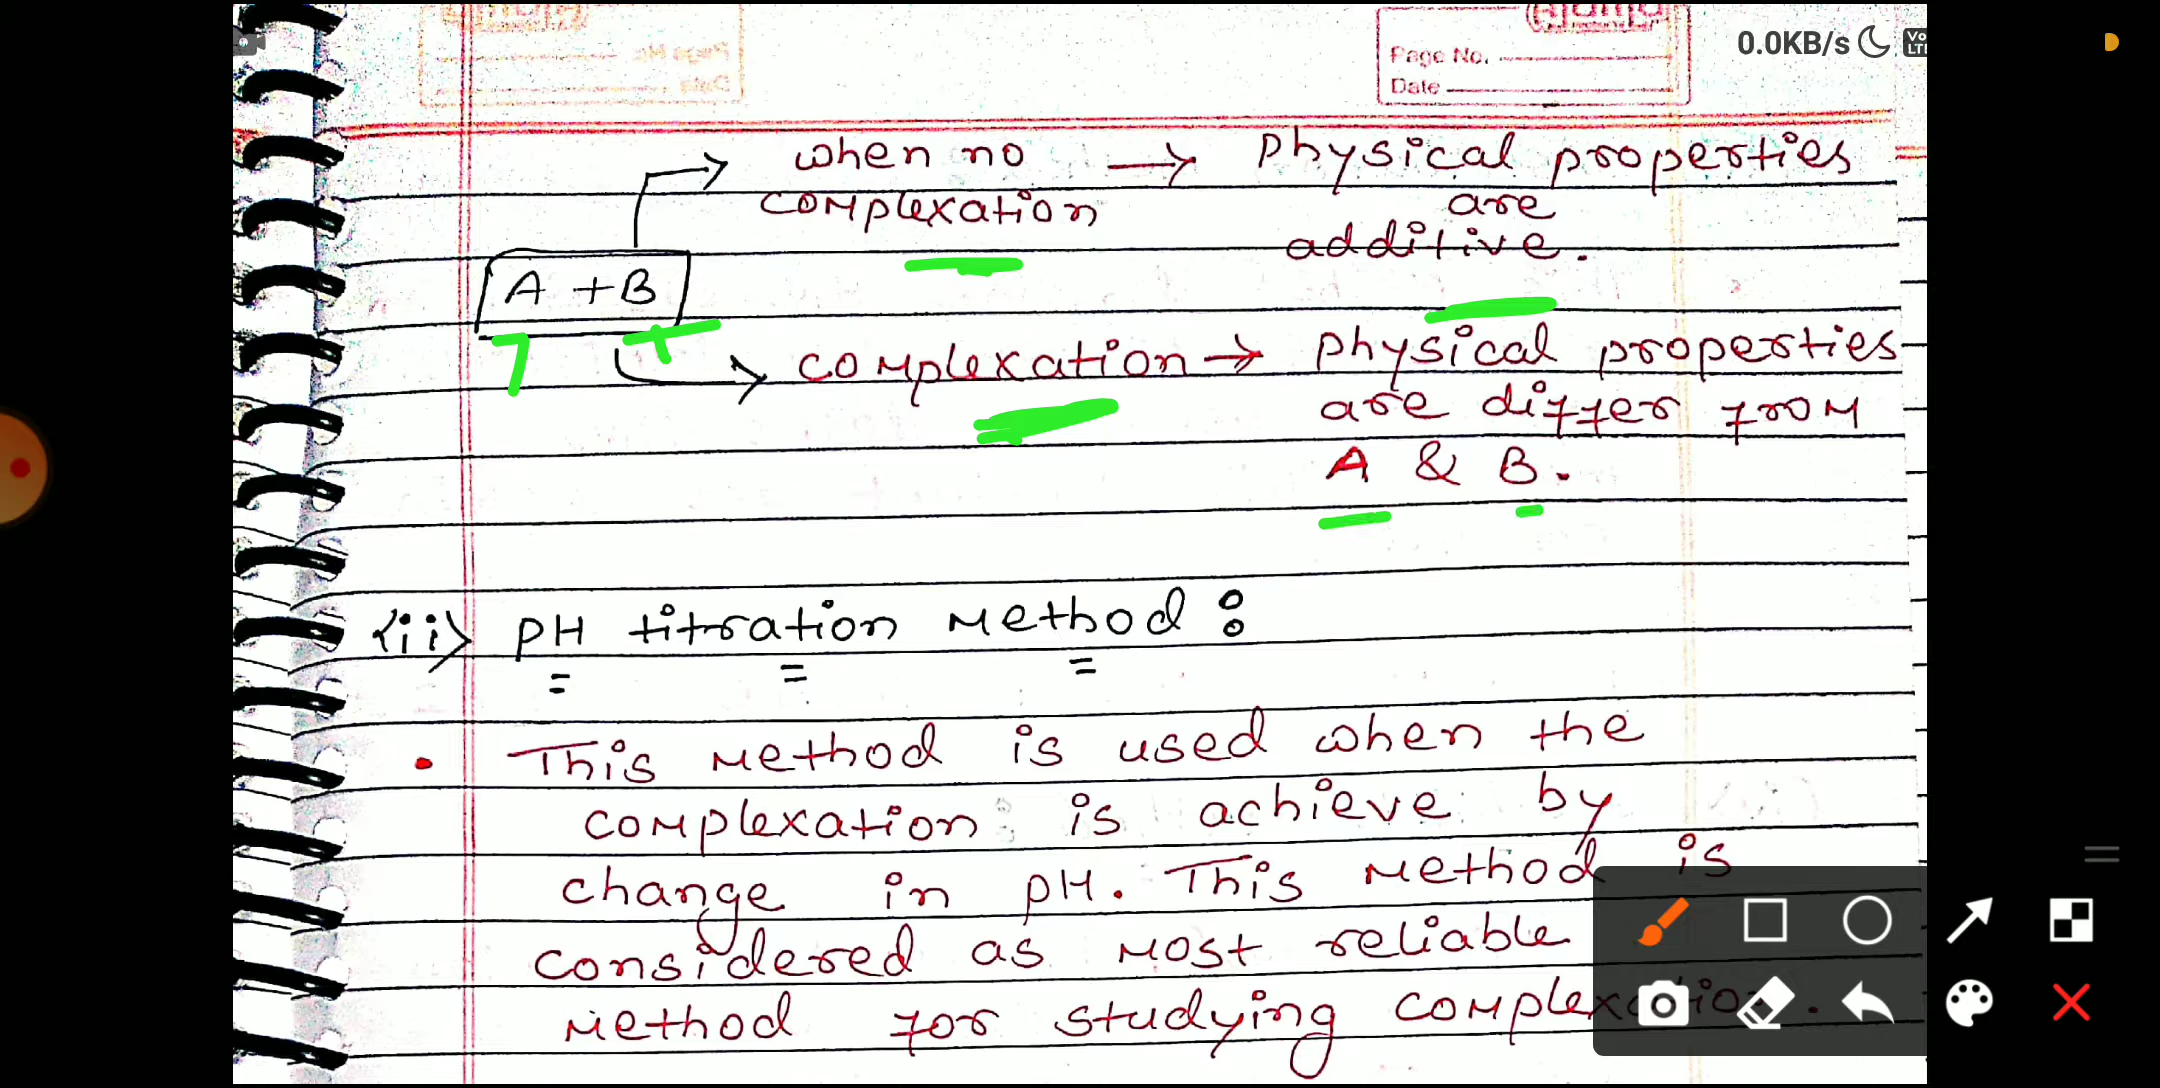 0.0KB/s
Vo LTE
Page No.
Date
when no → Physical properties
complexation are
additive.
A + B
complexation → physical properties
are differ from
A & B.
<ii> pH titration method :
• This method is used when the
complexation is achieve by
change in pH. This method is
considered as most reliable
method for studying complexation.